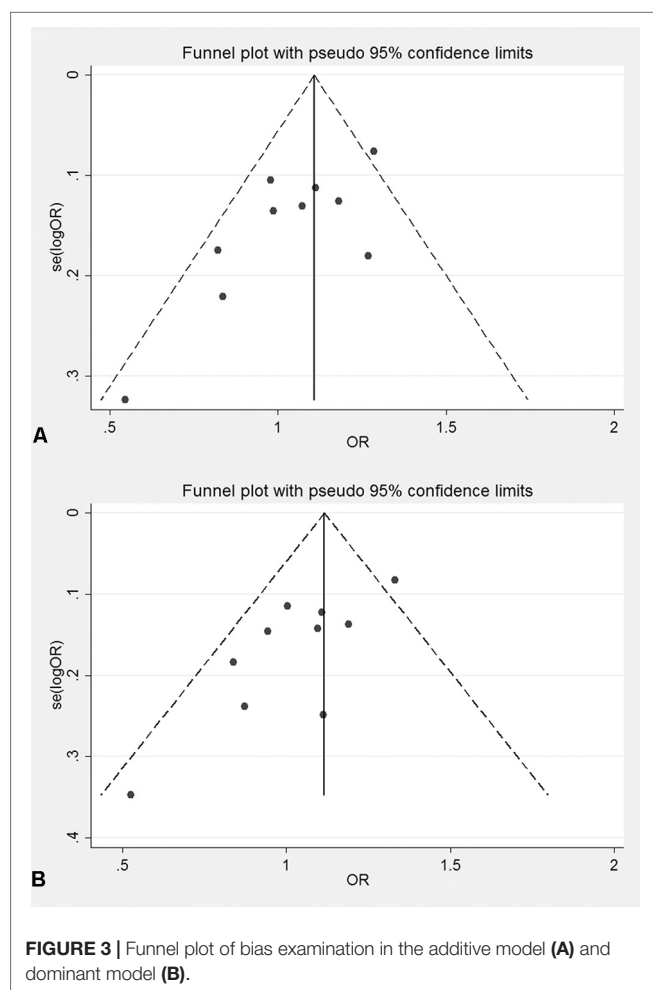 Funnel plot with pseudo 95% confidence limits
0
.1
.2
.3
se(logOR)
.5
1
1.5
2
OR
A
Funnel plot with pseudo 95% confidence limits
0
.1
.2
.3
.4
se(logOR)
.5
1
1.5
2
OR
B
FIGURE 3 | Funnel plot of bias examination in the additive model (A) and
dominant model (B).